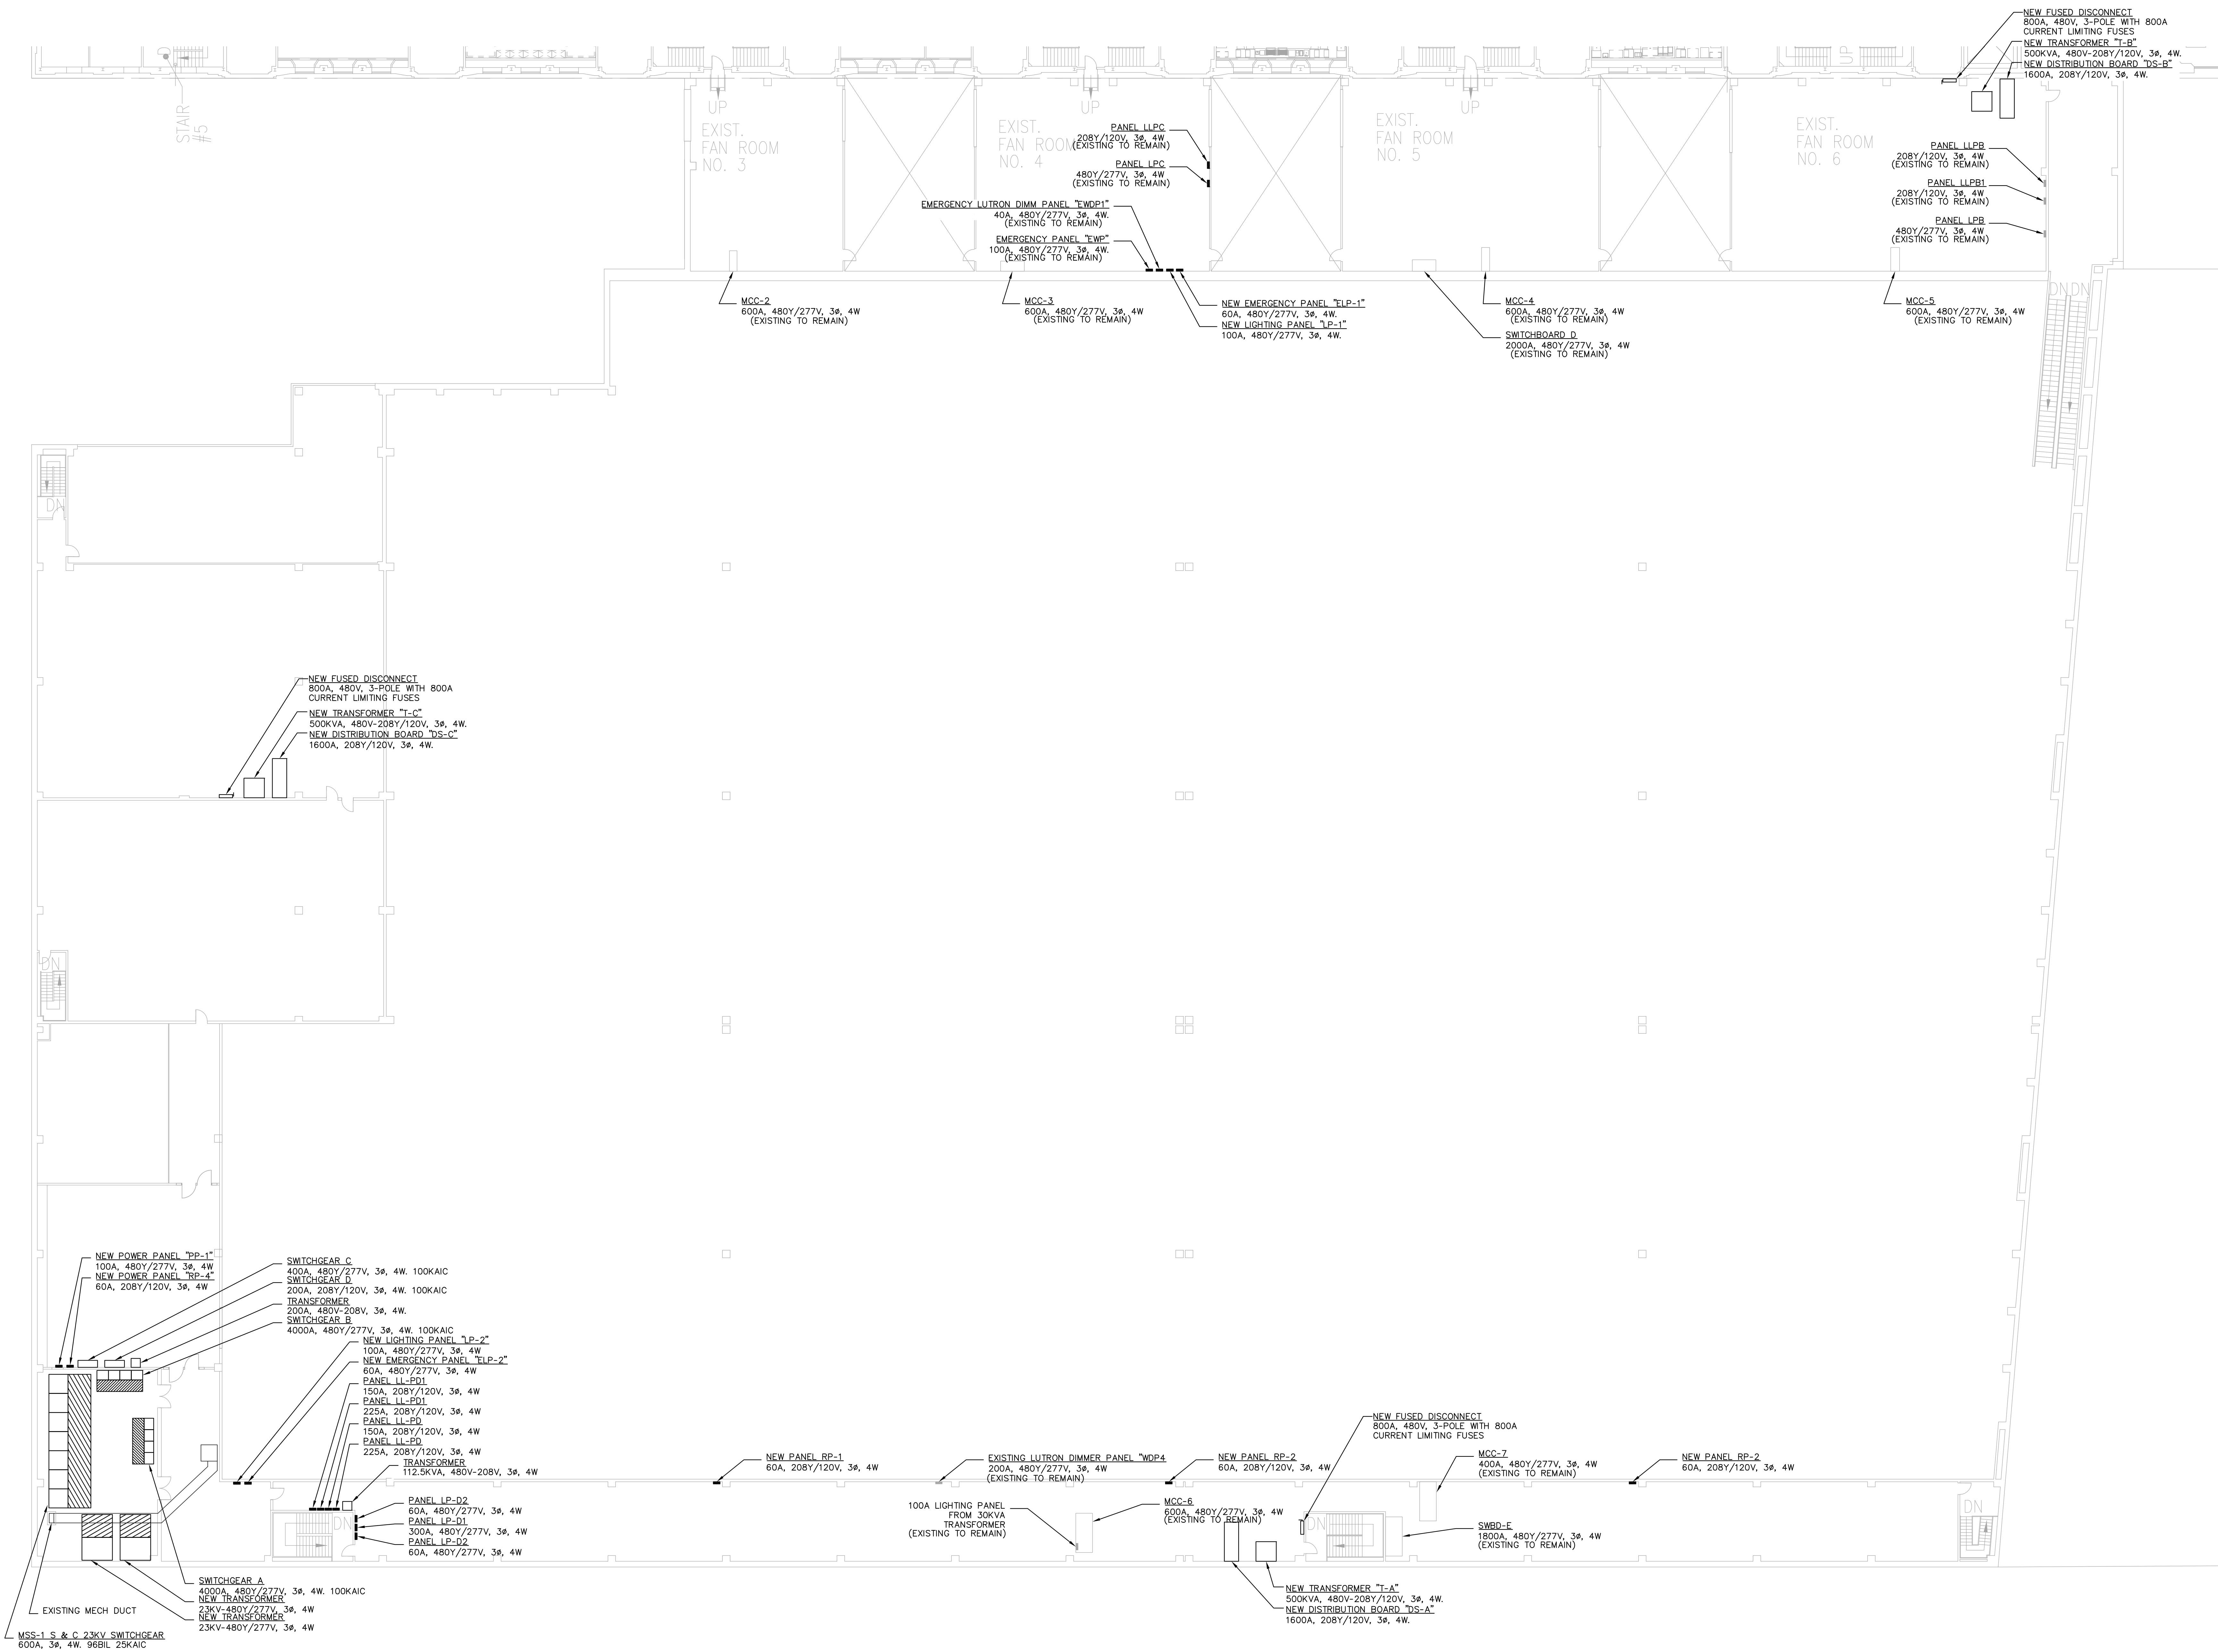 NEW FUSED DISCONNECT
800A, 480V, 3-POLE WITH 800A
CURRENT LIMITING FUSES
NEW TRANSFORMER "T-B"
500KVA, 480V-208Y/120V, 3ø, 4W.
NEW DISTRIBUTION BOARD "DS-B"
1600A, 208Y/120V, 3ø, 4W.
UP
STAIR
#5
UP
UP
UP
EXIST.
FAN ROOM
NO. 3
EXIST.
FAN ROOM
NO. 4
EXIST.
FAN ROOM
NO. 5
EXIST.
FAN ROOM
NO. 6
PANEL LLPC
208Y/120V, 3ø, 4W
(EXISTING TO REMAIN)
PANEL LPC
480Y/277V, 3ø, 4W
(EXISTING TO REMAIN)
EMERGENCY LUTRON DIMM PANEL "EWDP1"
40A, 480Y/277V, 3ø, 4W.
(EXISTING TO REMAIN)
EMERGENCY PANEL "EWP"
100A, 480Y/277V, 3ø, 4W.
(EXISTING TO REMAIN)
PANEL LLPB
208Y/120V, 3ø, 4W
(EXISTING TO REMAIN)
PANEL LLPB1
208Y/120V, 3ø, 4W
(EXISTING TO REMAIN)
PANEL LPB
480Y/277V, 3ø, 4W
(EXISTING TO REMAIN)
MCC-2
600A, 480Y/277V, 3ø, 4W
(EXISTING TO REMAIN)
MCC-3
600A, 480Y/277V, 3ø, 4W
(EXISTING TO REMAIN)
NEW EMERGENCY PANEL "ELP-1"
60A, 480Y/277V, 3ø, 4W.
NEW LIGHTING PANEL "LP-1"
100A, 480Y/277V, 3ø, 4W.
MCC-4
600A, 480Y/277V, 3ø, 4W
(EXISTING TO REMAIN)
SWITCHBOARD D
2000A, 480Y/277V, 3ø, 4W
(EXISTING TO REMAIN)
MCC-5
600A, 480Y/277V, 3ø, 4W
(EXISTING TO REMAIN)
DN DN
DN
NEW FUSED DISCONNECT
800A, 480V, 3-POLE WITH 800A
CURRENT LIMITING FUSES
NEW TRANSFORMER "T-C"
500KVA, 480V-208Y/120V, 3ø, 4W.
NEW DISTRIBUTION BOARD "DS-C"
1600A, 208Y/120V, 3ø, 4W.
DN
NEW POWER PANEL "PP-1"
100A, 480Y/277V, 3ø, 4W
NEW POWER PANEL "RP-4"
60A, 208Y/120V, 3ø, 4W
SWITCHGEAR C
400A, 480Y/277V, 3ø, 4W. 100KAIC
SWITCHGEAR D
200A, 208Y/120V, 3ø, 4W. 100KAIC
TRANSFORMER
200A, 480V-208V, 3ø, 4W.
SWITCHGEAR B
4000A, 480Y/277V, 3ø, 4W. 100KAIC
NEW LIGHTING PANEL "LP-2"
100A, 480Y/277V, 3ø, 4W
NEW EMERGENCY PANEL "ELP-2"
60A, 480Y/277V, 3ø, 4W
PANEL LL-PD1
150A, 208Y/120V, 3ø, 4W
PANEL LL-PD1
225A, 208Y/120V, 3ø, 4W
PANEL LL-PD
150A, 208Y/120V, 3ø, 4W
PANEL LL-PD
225A, 208Y/120V, 3ø, 4W
TRANSFORMER
112.5KVA, 480V-208V, 3ø, 4W
DN
PANEL LP-D2
60A, 480Y/277V, 3ø, 4W
PANEL LP-D1
300A, 480Y/277V, 3ø, 4W
PANEL LP-D2
60A, 480Y/277V, 3ø, 4W
NEW PANEL RP-1
60A, 208Y/120V, 3ø, 4W
EXISTING LUTRON DIMMER PANEL "WDP4
200A, 480Y/277V, 3ø, 4W
(EXISTING TO REMAIN)
100A LIGHTING PANEL
FROM 30KVA
TRANSFORMER
(EXISTING TO REMAIN)
NEW PANEL RP-2
60A, 208Y/120V, 3ø, 4W
MCC-6
600A, 480Y/277V, 3ø, 4W
(EXISTING TO REMAIN)
NEW FUSED DISCONNECT
800A, 480V, 3-POLE WITH 800A
CURRENT LIMITING FUSES
DN
MCC-7
400A, 480Y/277V, 3ø, 4W
(EXISTING TO REMAIN)
SWBD-E
1800A, 480Y/277V, 3ø, 4W
(EXISTING TO REMAIN)
NEW PANEL RP-2
60A, 208Y/120V, 3ø, 4W
DN
NEW TRANSFORMER "T-A"
500KVA, 480V-208Y/120V, 3ø, 4W.
NEW DISTRIBUTION BOARD "DS-A"
1600A, 208Y/120V, 3ø, 4W.
SWITCHGEAR A
4000A, 480Y/277V, 3ø, 4W. 100KAIC
NEW TRANSFORMER
23KV-480Y/277V, 3ø, 4W
NEW TRANSFORMER
23KV-480Y/277V, 3ø, 4W
EXISTING MECH DUCT
MSS-1 S & C 23KV SWITCHGEAR
600A, 3ø, 4W. 96BIL 25KAIC